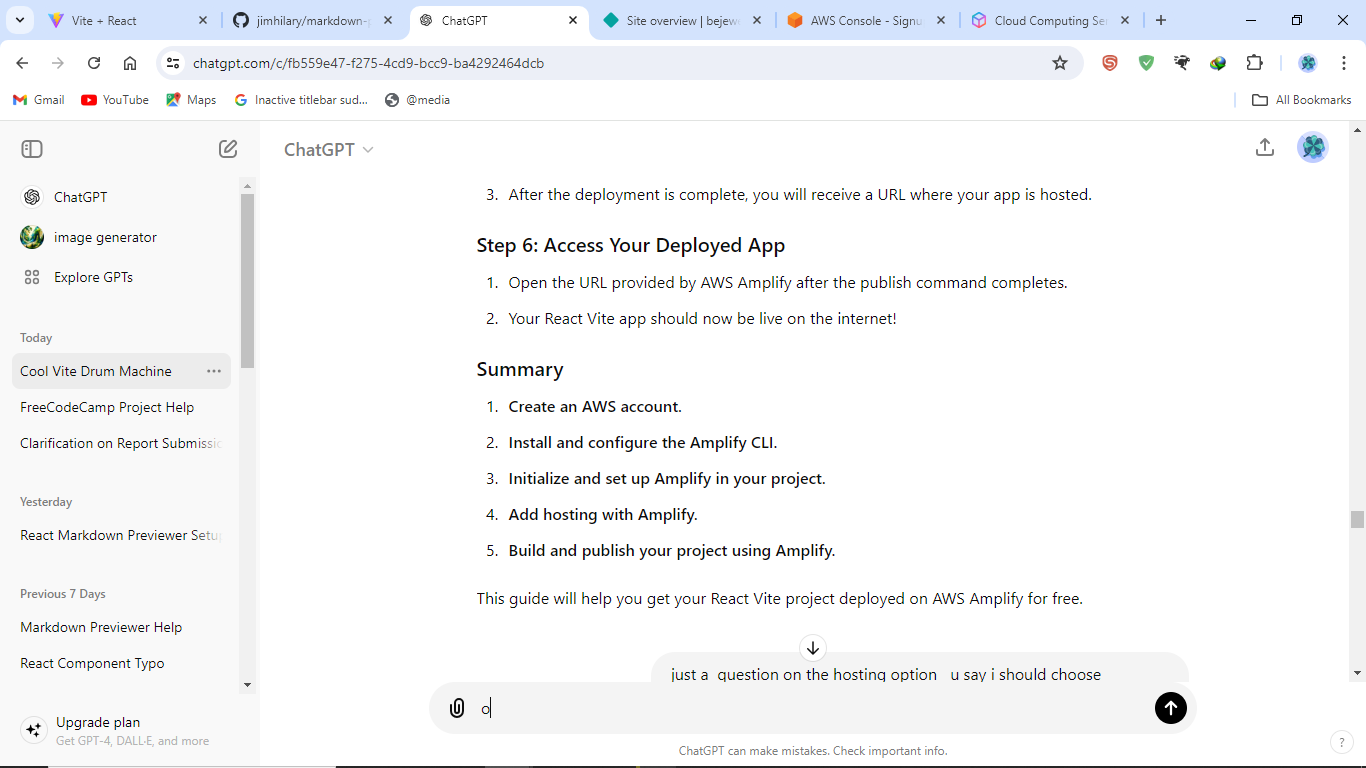 Vite + React
jimhilary/markdown-p
ChatGPT
Site overview | bejew
AWS Console - Signu
Cloud Computing Ser
chatgpt.com/c/fb559e47-f275-4cd9-bcc9-ba4292464dcb
Gmail
YouTube
Maps
Inactive titlebar sud...
@media
All Bookmarks
ChatGPT
ChatGPT
image generator
Explore GPTs
Today
Cool Vite Drum Machine
FreeCodeCamp Project Help
Clarification on Report Submissio
Yesterday
React Markdown Previewer Setu
Previous 7 Days
Markdown Previewer Help
React Component Typo
Upgrade plan
Get GPT-4, DALL·E, and more
3. After the deployment is complete, you will receive a URL where your app is hosted.
Step 6: Access Your Deployed App
1. Open the URL provided by AWS Amplify after the publish command completes.
2. Your React Vite app should now be live on the internet!
Summary
1. Create an AWS account.
2. Install and configure the Amplify CLI.
3. Initialize and set up Amplify in your project.
4. Add hosting with Amplify.
5. Build and publish your project using Amplify.
This guide will help you get your React Vite project deployed on AWS Amplify for free.
just a question on the hosting option u say i should choose
o
ChatGPT can make mistakes. Check important info.
?